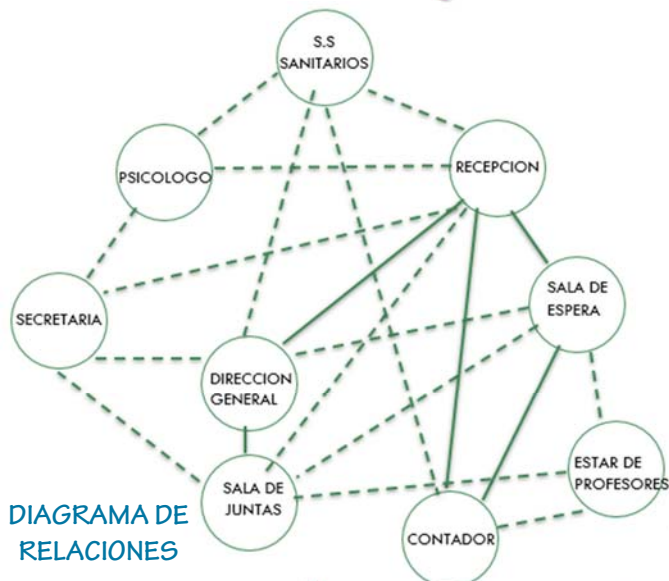 S.S
SANITARIOS
PSICOLOGO
RECEPCION
SECRETARIA
SALA DE
ESPERA
DIRECCION
GENERAL
SALA DE
JUNTAS
ESTAR DE
PROFESORES
CONTADOR
DIAGRAMA DE
RELACIONES